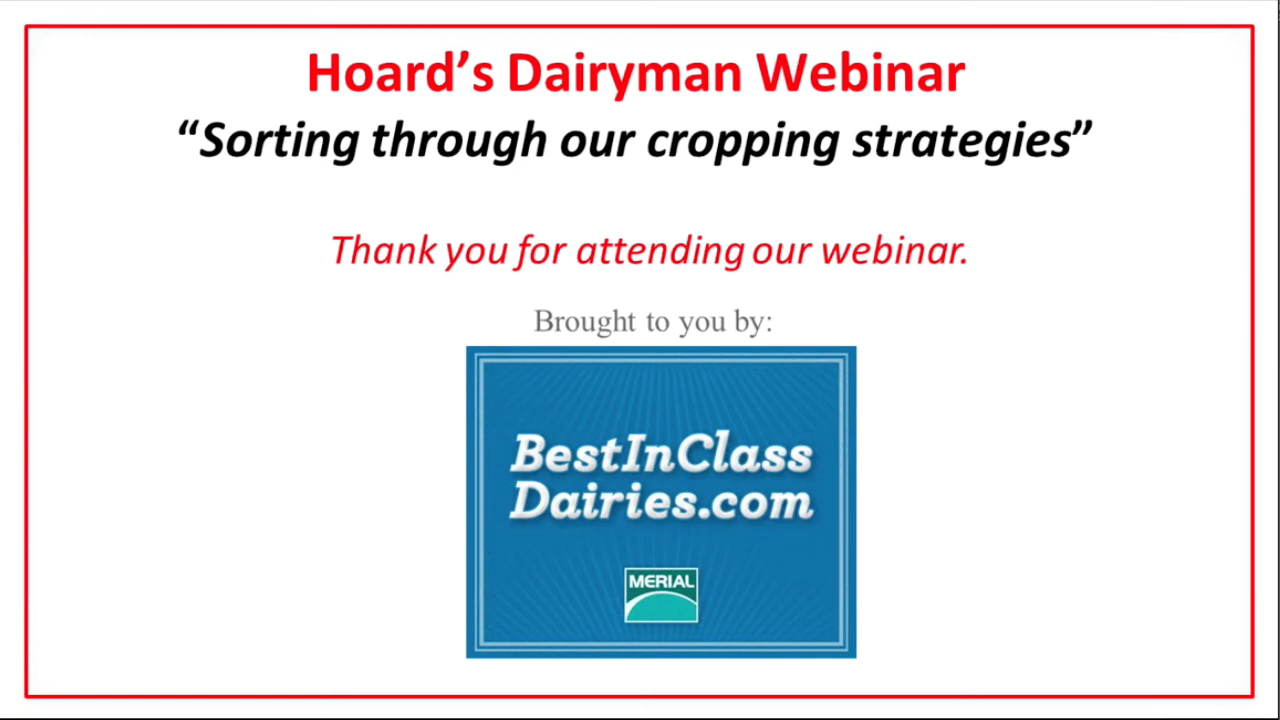 Hoard’s Dairyman Webinar
“Sorting through our cropping strategies”
Thank you for attending our webinar.
Brought to you by:
BestInClass
Dairies.com
MERIAL